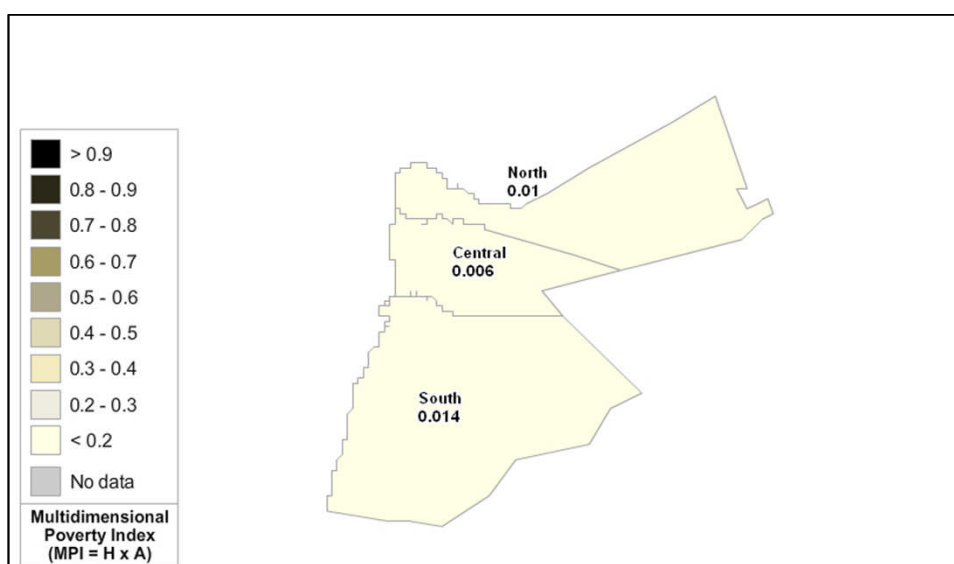 > 0.9
0.8 - 0.9
0.7 - 0.8
0.6 - 0.7
0.5 - 0.6
0.4 - 0.5
0.3 - 0.4
0.2 - 0.3
< 0.2
No data
Multidimensional
Poverty Index
(MPI = H x A)
North
0.01
Central
0.006
South
0.014